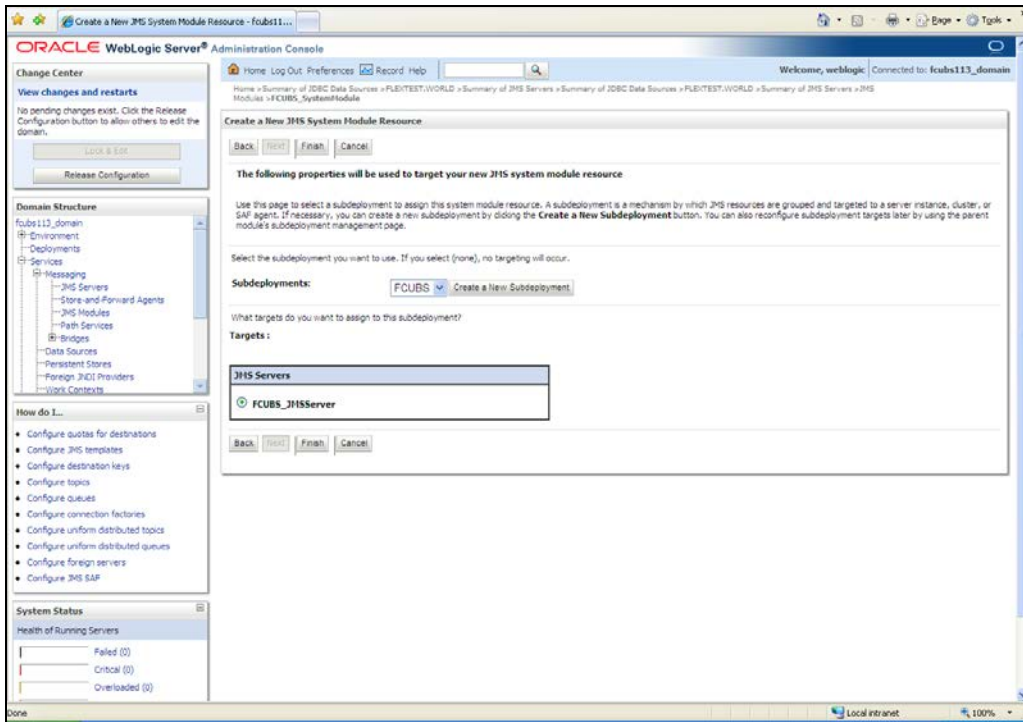 Create a New JMS System Module Resource - fcubs11...
Page
Tools
ORACLE WebLogic Server® Administration Console
Change Center
View changes and restarts
No pending changes exist. Click the Release
Configuration button to allow others to edit the
domain.
Lock & Edit
Release Configuration
Domain Structure
fcubs113_domain
Environment
Deployments
Services
Messaging
JMS Servers
Store-and-Forward Agents
JMS Modules
Path Services
Bridges
Data Sources
Persistent Stores
Foreign JNDI Providers
Work Contexts
How do I...
Configure quotas for destinations
Configure JMS templates
Configure destination keys
Configure topics
Configure queues
Configure connection factories
Configure uniform distributed topics
Configure uniform distributed queues
Configure foreign servers
Configure JMS SAF
System Status
Health of Running Servers
Failed (0)
Critical (0)
Overloaded (0)
Home Log Out Preferences Record Help
Welcome, weblogic Connected to: fcubs113_domain
Home >Summary of JDBC Data Sources >FLEXTEST.WORLD >Summary of JMS Servers >Summary of JDBC Data Sources >FLEXTEST.WORLD >Summary of JMS Servers >JMS
Modules >FCUBS_SystemModule
Create a New JMS System Module Resource
Back Next Finish Cancel
The following properties will be used to target your new JMS system module resource
Use this page to select a subdeployment to assign this system module resource. A subdeployment is a mechanism by which JMS resources are grouped and targeted to a server instance, cluster, or
SAF agent. If necessary, you can create a new subdeployment by clicking the Create a New Subdeployment button. You can also reconfigure subdeployment targets later by using the parent
module's subdeployment management page.
Select the subdeployment you want to use. If you select (none), no targeting will occur.
Subdeployments: FCUBS Create a New Subdeployment
What targets do you want to assign to this subdeployment?
Targets :
JMS Servers
FCUBS_JMSServer
Back Next Finish Cancel
Done
Local intranet
100%